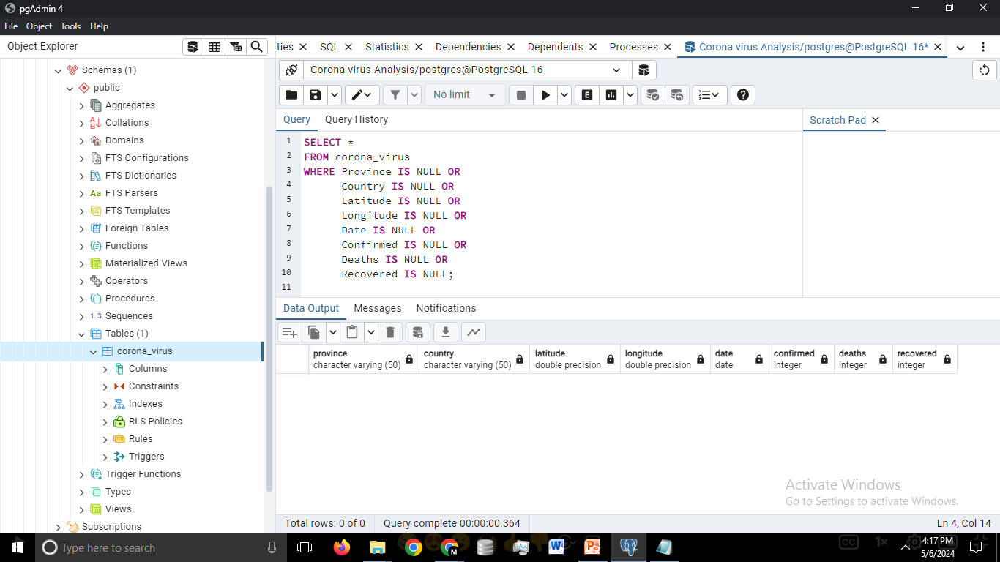 pgAdmin 4
File Object Tools Help
Object Explorer
ties SQL Statistics Dependencies Dependents Processes Corona virus Analysis/postgres@PostgreSQL 16*
Corona virus Analysis/postgres@PostgreSQL 16
No limit
E
Schemas (1)
public
Aggregates
Collations
Domains
FTS Configurations
FTS Dictionaries
Aa FTS Parsers
FTS Templates
Foreign Tables
Functions
Materialized Views
Operators
Procedures
1..3 Sequences
Tables (1)
corona_virus
Columns
Constraints
Indexes
RLS Policies
Rules
Triggers
Trigger Functions
Types
Views
Subscriptions
Query Query History
Scratch Pad
1 SELECT *
2 FROM corona_virus
3 WHERE Province IS NULL OR
4 Country IS NULL OR
5 Latitude IS NULL OR
6 Longitude IS NULL OR
7 Date IS NULL OR
8 Confirmed IS NULL OR
9 Deaths IS NULL OR
10 Recovered IS NULL;
11
Data Output Messages Notifications
province country latitude longitude date confirmed deaths recovered
character varying (50) character varying (50) double precision double precision date integer integer integer
Activate Windows
Go to Settings to activate Windows.
Total rows: 0 of 0 Query complete 00:00:00.364 Ln 4, Col 14
Type here to search
CC 1x
4:17 PM
5/6/2024